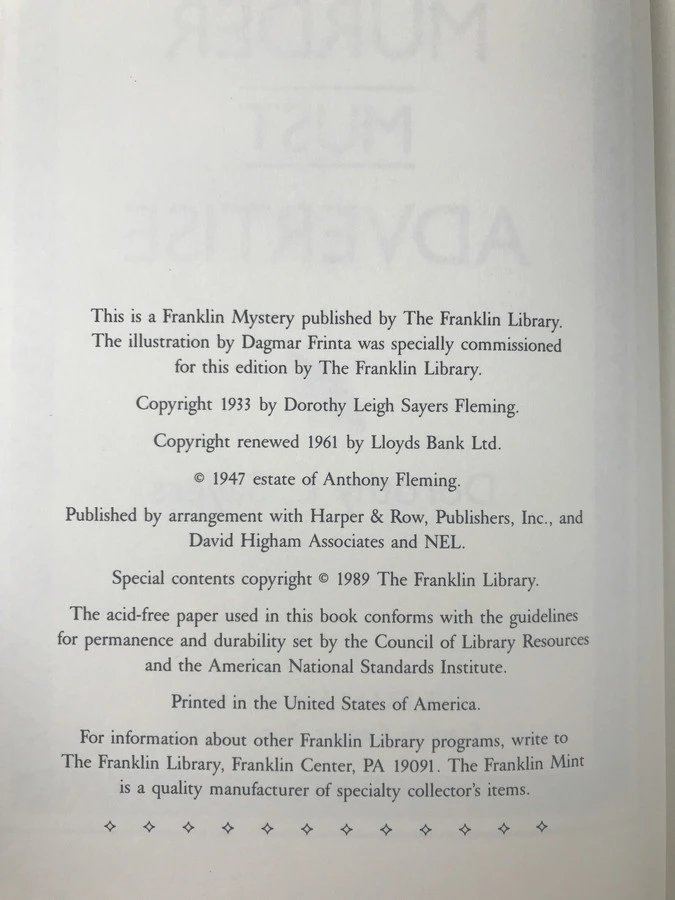 MURDER
MUST
ADVERTISE
This is a Franklin Mystery published by The Franklin Library.
The illustration by Dagmar Frinta was specially commissioned
for this edition by The Franklin Library.
Copyright 1933 by Dorothy Leigh Sayers Fleming.
Copyright renewed 1961 by Lloyds Bank Ltd.
© 1947 estate of Anthony Fleming.
Published by arrangement with Harper & Row, Publishers, Inc., and
David Higham Associates and NEL.
Special contents copyright © 1989 The Franklin Library.
The acid-free paper used in this book conforms with the guidelines
for permanence and durability set by the Council of Library Resources
and the American National Standards Institute.
Printed in the United States of America.
For information about other Franklin Library programs, write to
The Franklin Library, Franklin Center, PA 19091. The Franklin Mint
is a quality manufacturer of specialty collector's items.